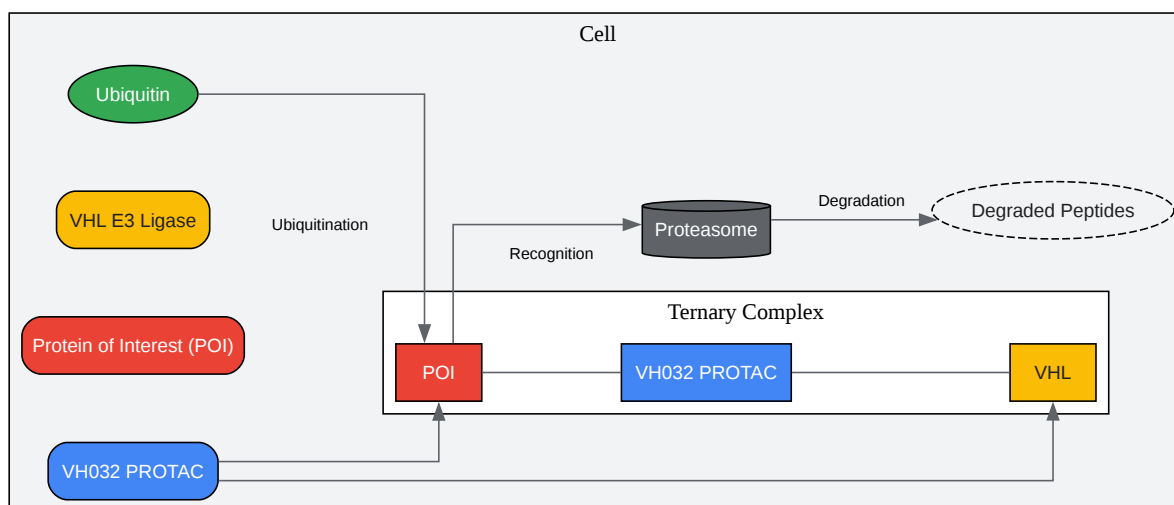 Cell
Ubiquitin
VHL E3 Ligase
Ubiquitination
Protein of Interest (POI)
VH032 PROTAC
Recognition
Proteasome
Degradation
Degraded Peptides
Ternary Complex
POI
VH032 PROTAC
VHL